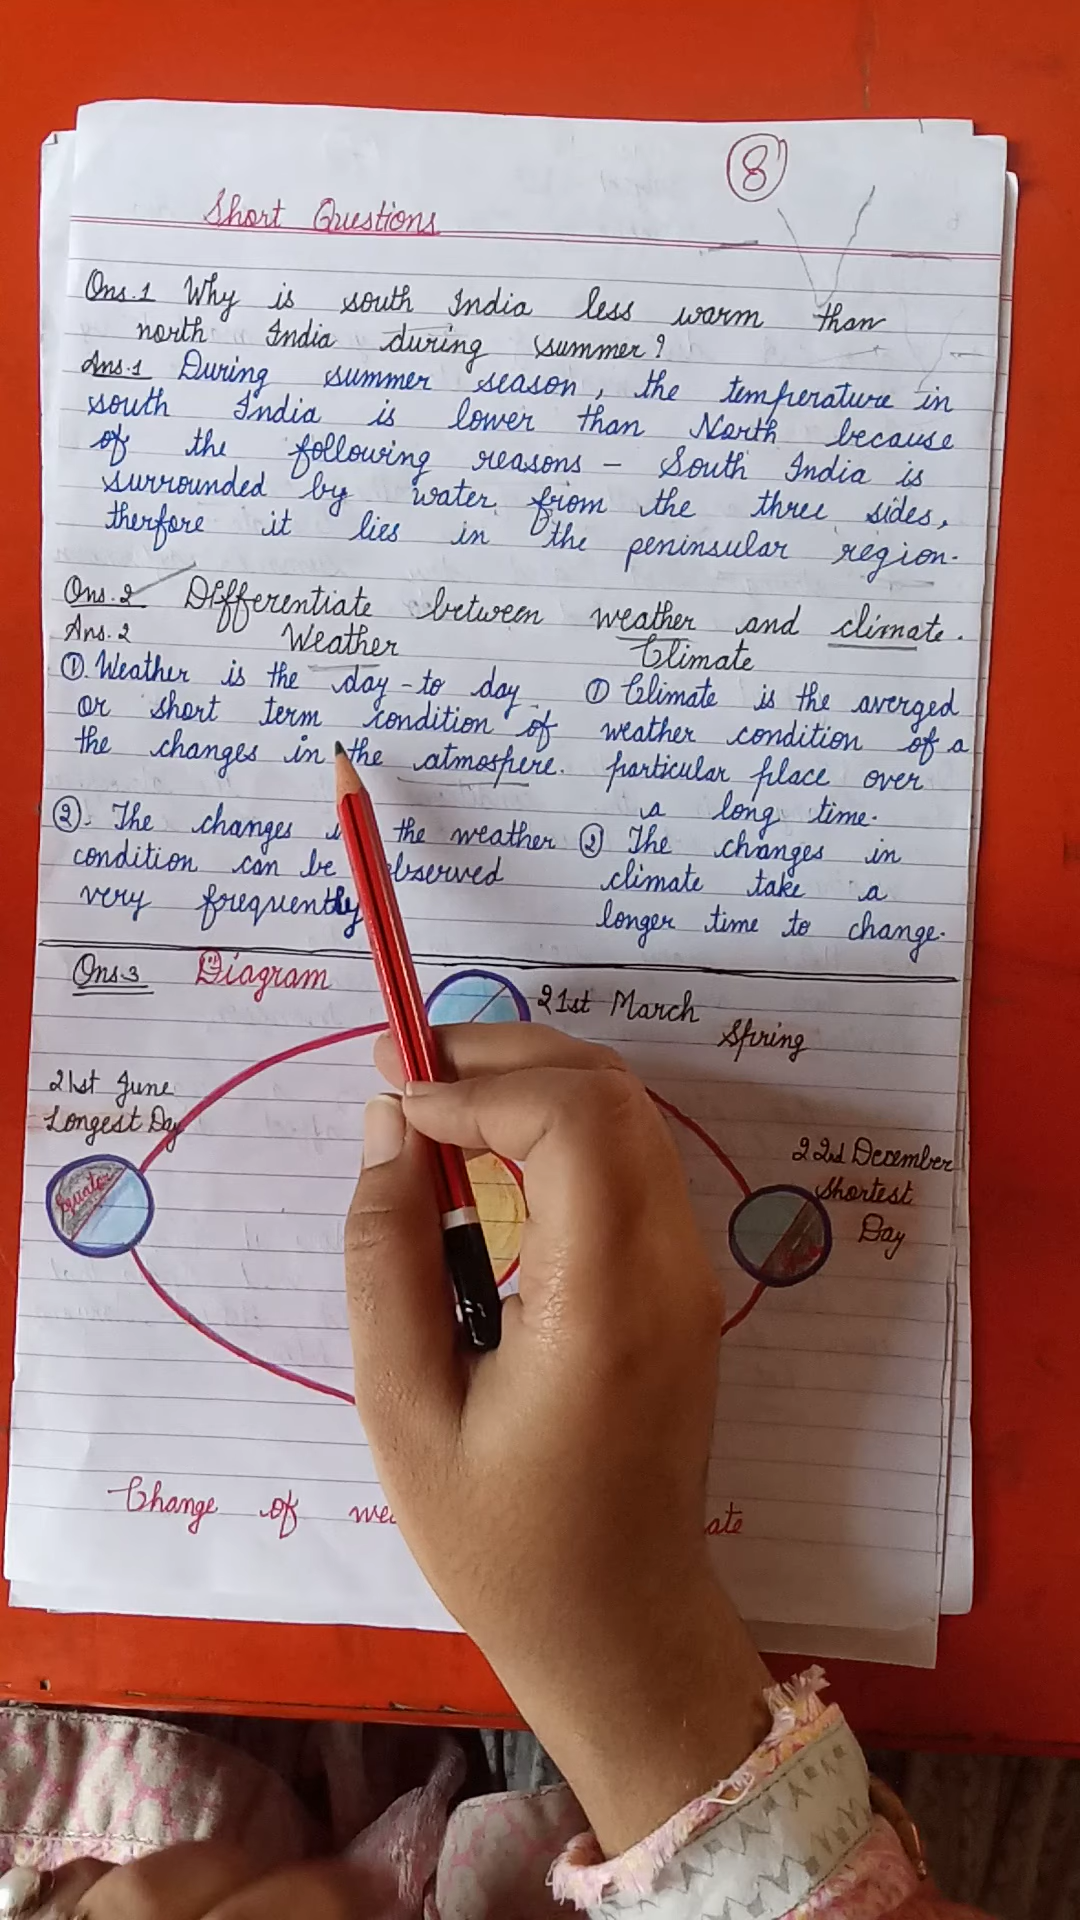 8
Short Questions
Qns.1 Why is south India less warm than
north India during summer?
Ans.1 During summer season, the temperature in
south India is lower than North because
of the following reasons - South India is
surrounded by water from the three sides,
therfore it lies in the peninsular region.
Qns.2 Differentiate between weather and climate.
Ans.2 Weather Climate
① Weather is the day-to day
or short term condition of
the changes in the atmospere.
① Climate is the averged
weather condition of a
particular place over
a long time.
②. The changes the weather
condition can be observed
very frequently
② The changes in
climate take a
longer time to change.
Qns.3 Diagram
21st March
Spring
21st June
Longest Day
Equator
22nd December
Shortest
Day
Change of